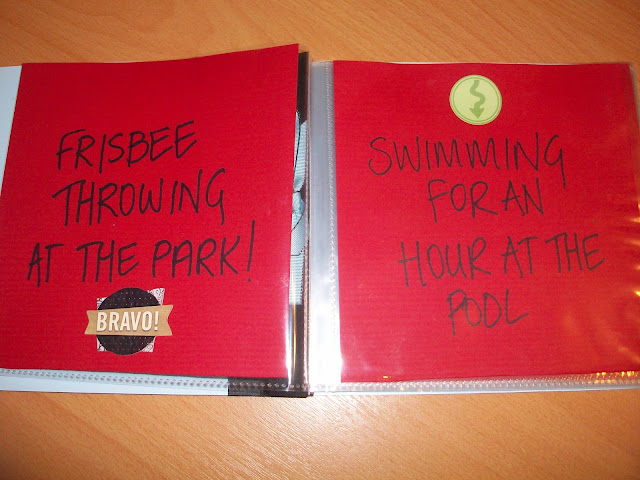 FRISBEE
THROWING
AT THE PARK!
BRAVO!
SWIMMING
FOR AN
HOUR AT THE
POOL